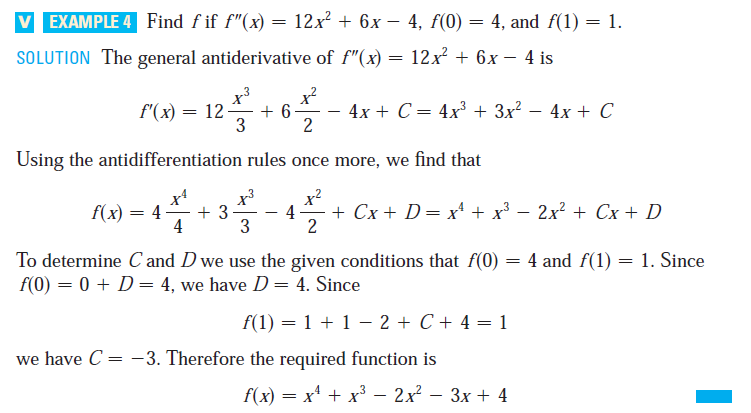 V EXAMPLE 4 Find f if f″(x) = 12x² + 6x − 4, f(0) = 4, and f(1) = 1.
SOLUTION The general antiderivative of f″(x) = 12x² + 6x − 4 is
f′(x) = 12 x³/3 + 6 x²/2 − 4x + C = 4x³ + 3x² − 4x + C
Using the antidifferentiation rules once more, we find that
f(x) = 4 x⁴/4 + 3 x³/3 − 4 x²/2 + Cx + D = x⁴ + x³ − 2x² + Cx + D
To determine C and D we use the given conditions that f(0) = 4 and f(1) = 1. Since
f(0) = 0 + D = 4, we have D = 4. Since
f(1) = 1 + 1 − 2 + C + 4 = 1
we have C = −3. Therefore the required function is
f(x) = x⁴ + x³ − 2x² − 3x + 4